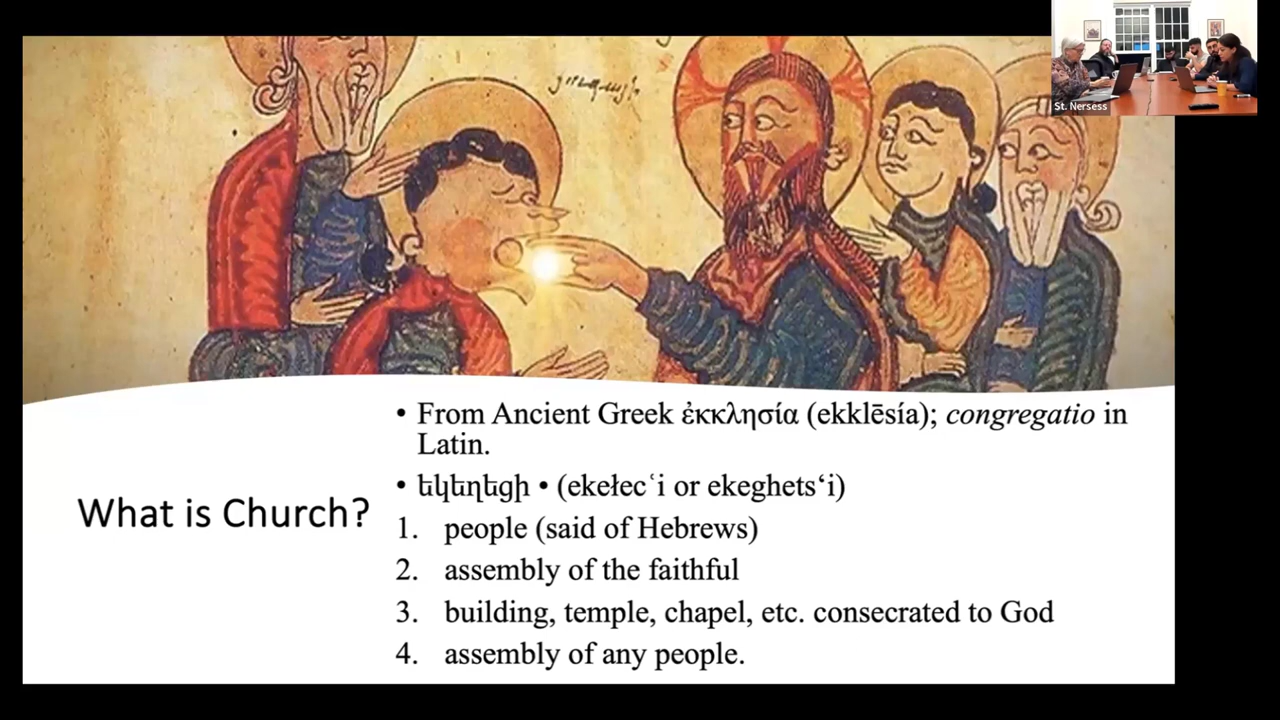 St. Nersess
What is Church?
• From Ancient Greek ἐκκλησία (ekklēsía); congregatio in
Latin.
• եկեղեցի • (ekełecʿi or ekeghets‘i)
1. people (said of Hebrews)
2. assembly of the faithful
3. building, temple, chapel, etc. consecrated to God
4. assembly of any people.